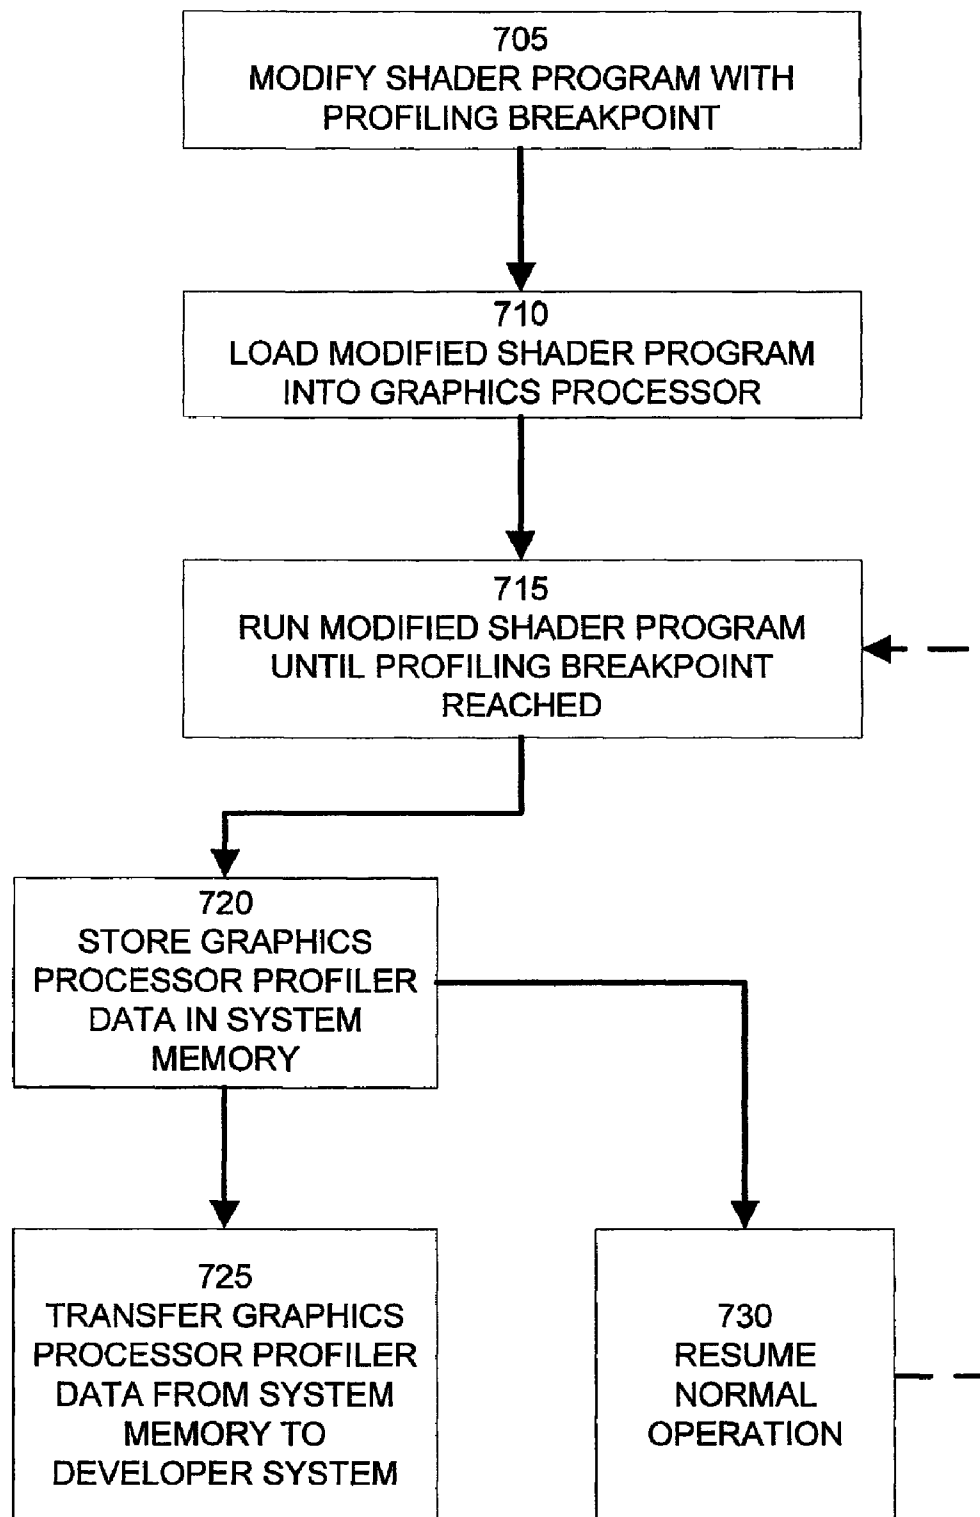 705
MODIFY SHADER PROGRAM WITH
PROFILING BREAKPOINT
710
LOAD MODIFIED SHADER PROGRAM
INTO GRAPHICS PROCESSOR
715
RUN MODIFIED SHADER PROGRAM
UNTIL PROFILING BREAKPOINT
REACHED
720
STORE GRAPHICS
PROCESSOR PROFILER
DATA IN SYSTEM
MEMORY
725
TRANSFER GRAPHICS
PROCESSOR PROFILER
DATA FROM SYSTEM
MEMORY TO
DEVELOPER SYSTEM
730
RESUME
NORMAL
OPERATION